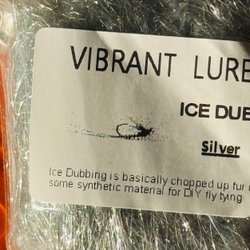 VIBRANT LURE
ICE DUB
Silver
Ice Dubbing is basically chopped up fur
some synthetic material for DIY fly tying